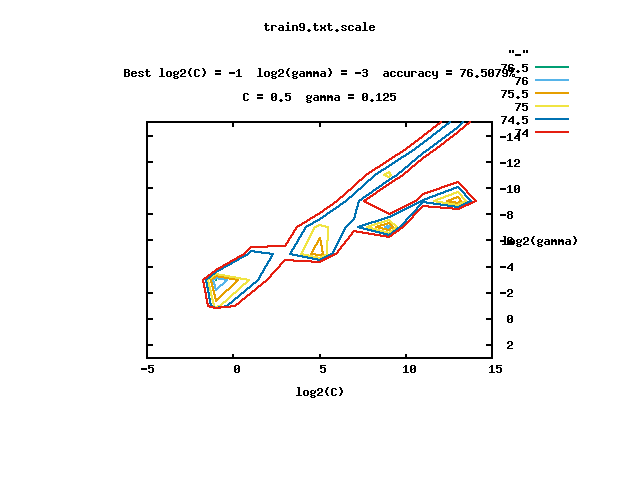 train9.txt.scale
"-"
Best log2(C) = -1  log2(gamma) = -3  accuracy = 76.5079%
76.5
76
C = 0.5  gamma = 0.125
75.5
75
74.5
74
-14
-12
-10
-8
-6
log2(gamma)
-4
-2
0
2
-5 0 5 10 15
log2(C)